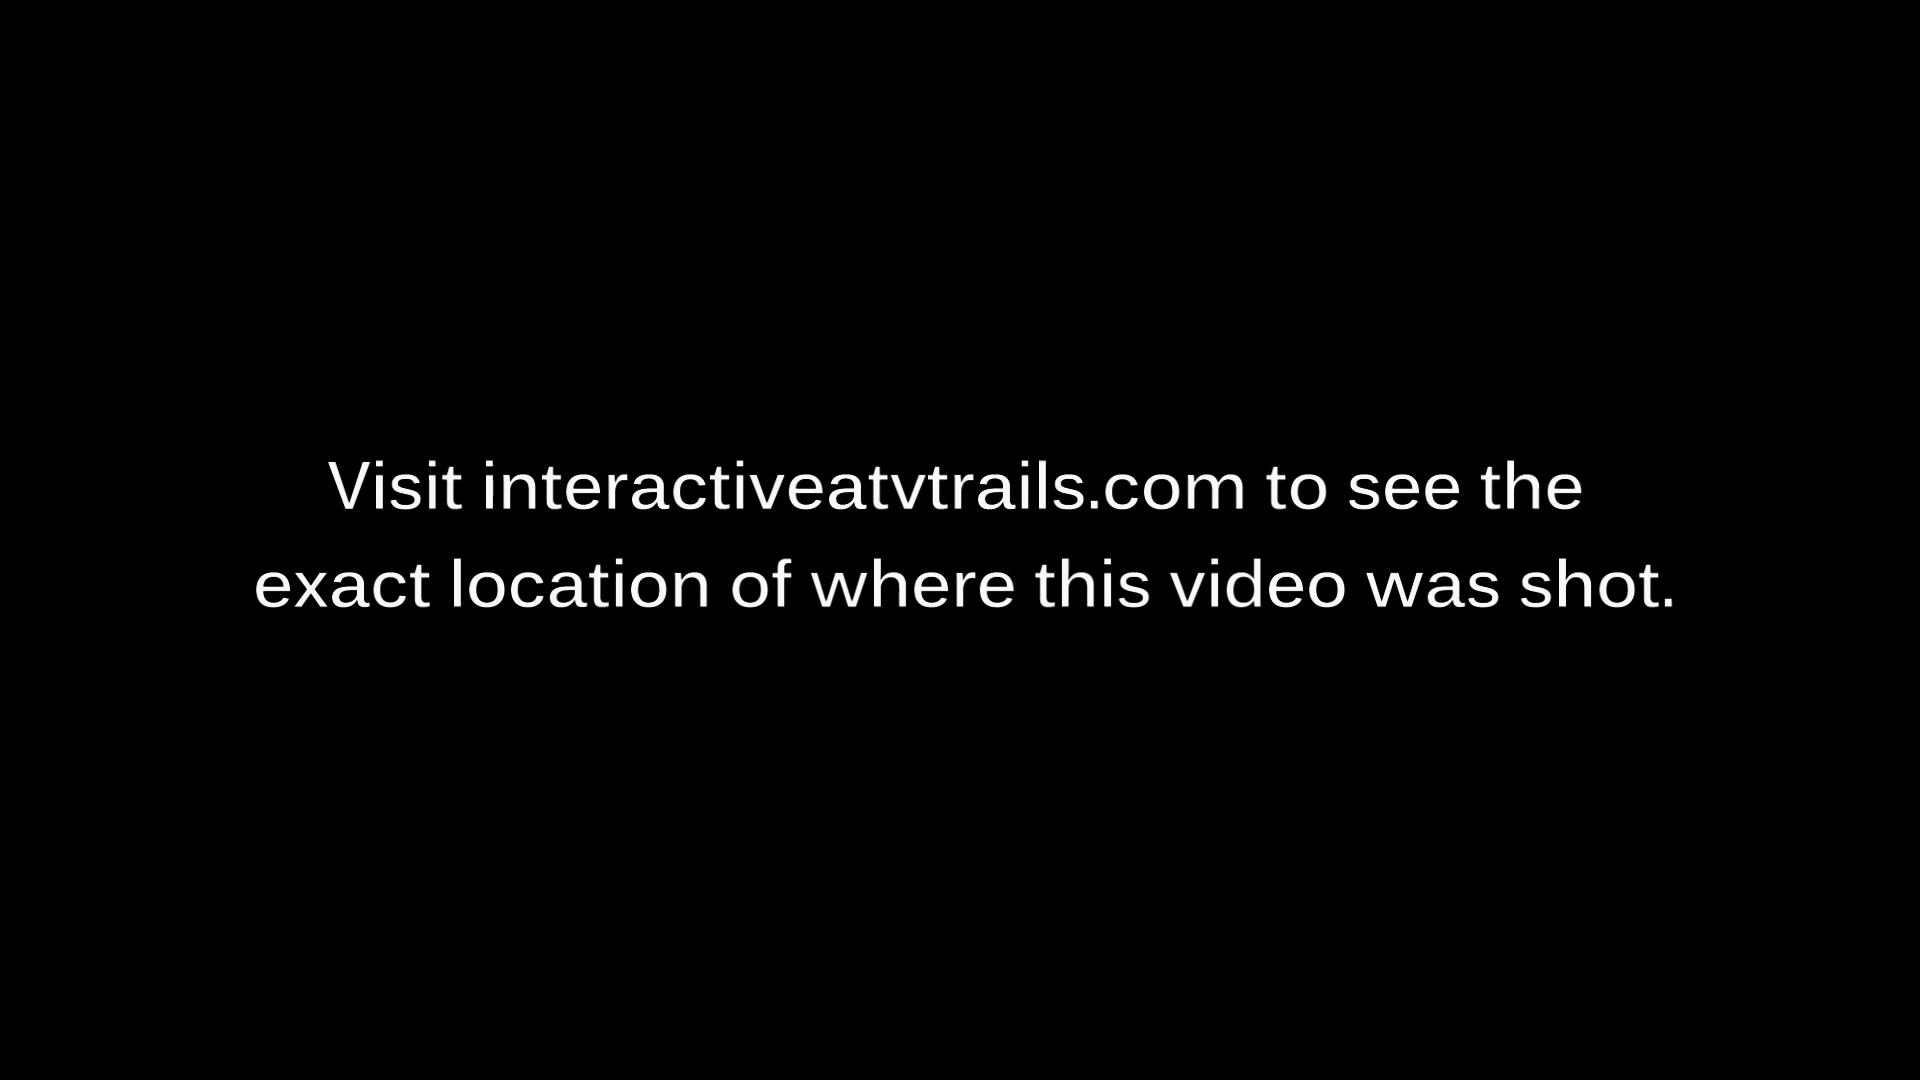 Visit interactiveatvtrails.com to see the
exact location of where this video was shot.